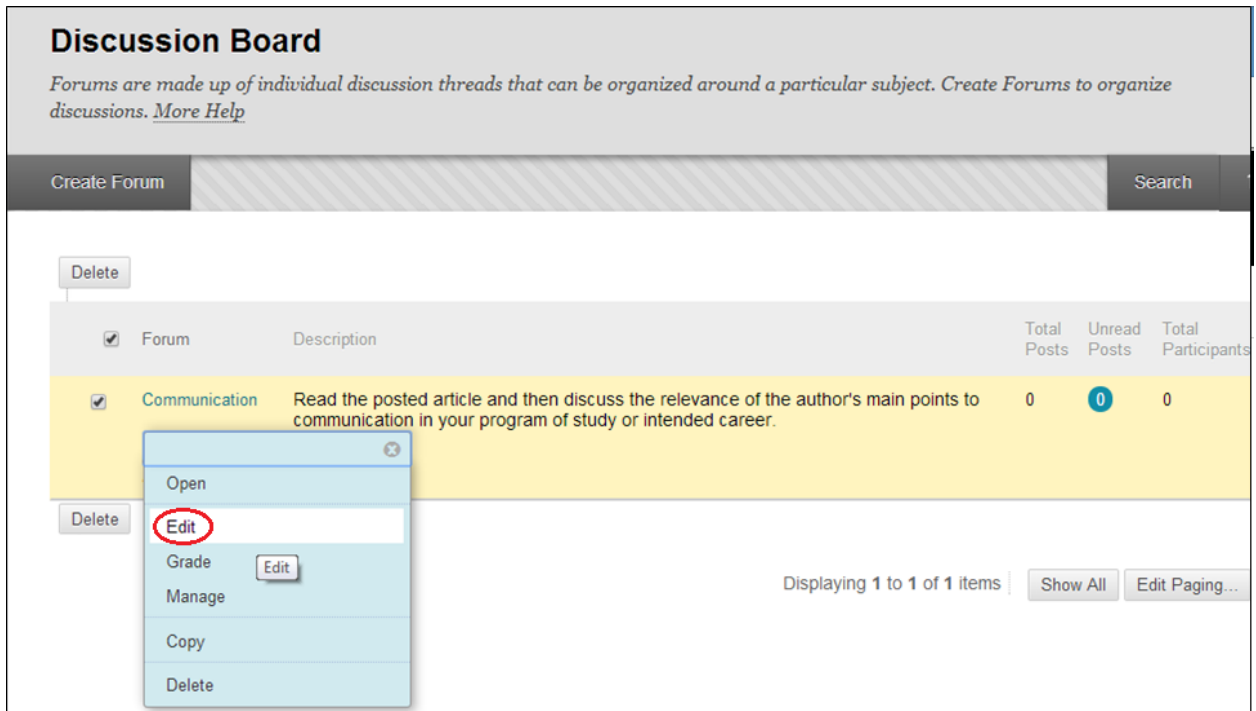 Discussion Board
Forums are made up of individual discussion threads that can be organized around a particular subject. Create Forums to organize
discussions. More Help
Create Forum
Search
Delete
Forum
Description
Total
Posts
Unread
Posts
Total
Participants
Communication
Read the posted article and then discuss the relevance of the author's main points to
communication in your program of study or intended career.
0
0
0
Open
Delete
Edit
Grade
Edit
Manage
Displaying 1 to 1 of 1 items
Show All
Edit Paging...
Copy
Delete